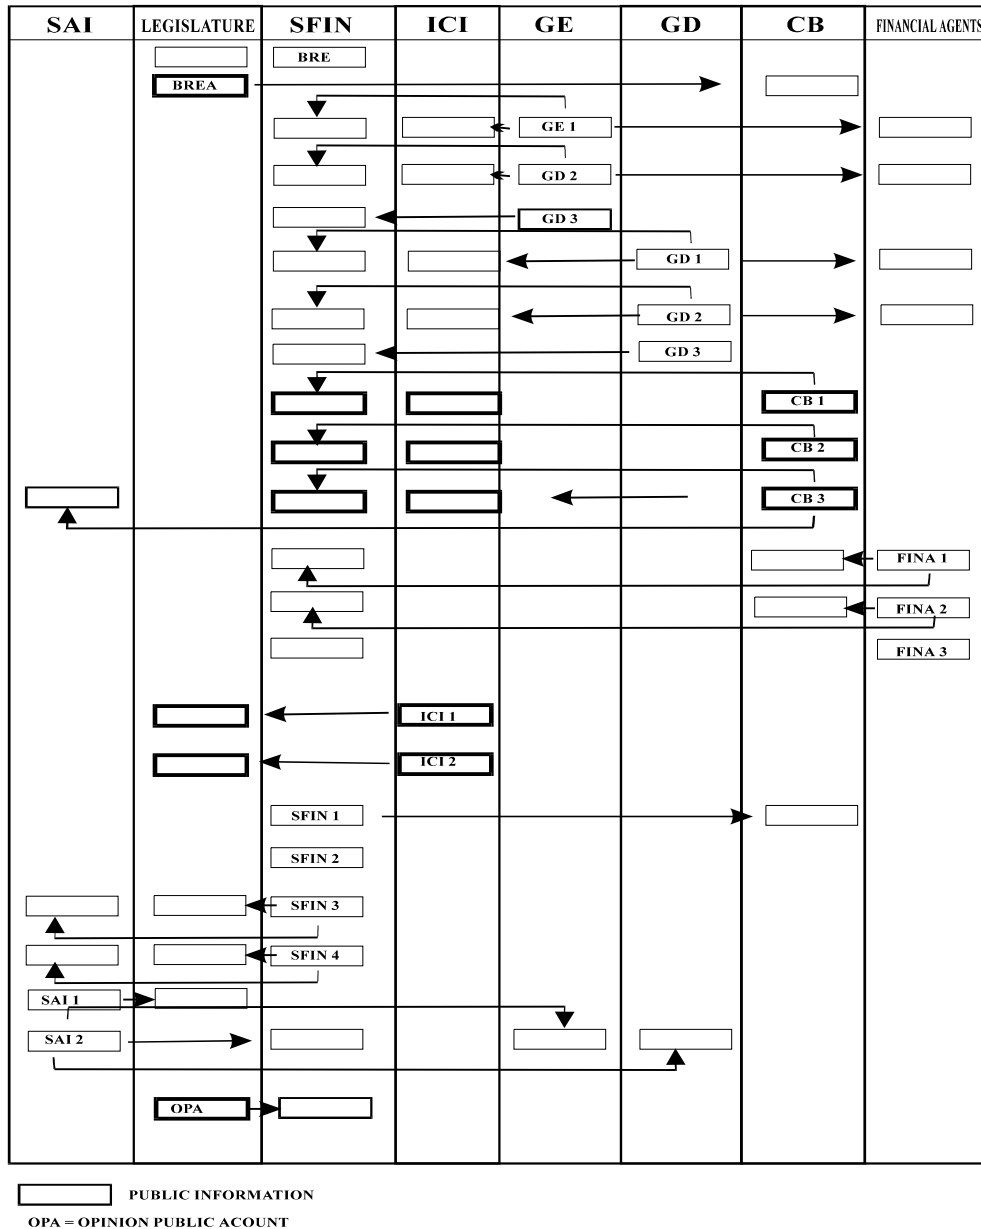 SAI LEGISLATURE SFIN ICI GE GD CB FINANCIAL AGENTS
BRE
BREA
GE 1
GD 2
GD 3
GD 1
GD 2
GD 3
CB 1
CB 2
CB 3
FINA 1
FINA 2
FINA 3
ICI 1
ICI 2
SFIN 1
SFIN 2
SFIN 3
SFIN 4
SAI 1
SAI 2
OPA
PUBLIC INFORMATION
OPA = OPINION PUBLIC ACOUNT